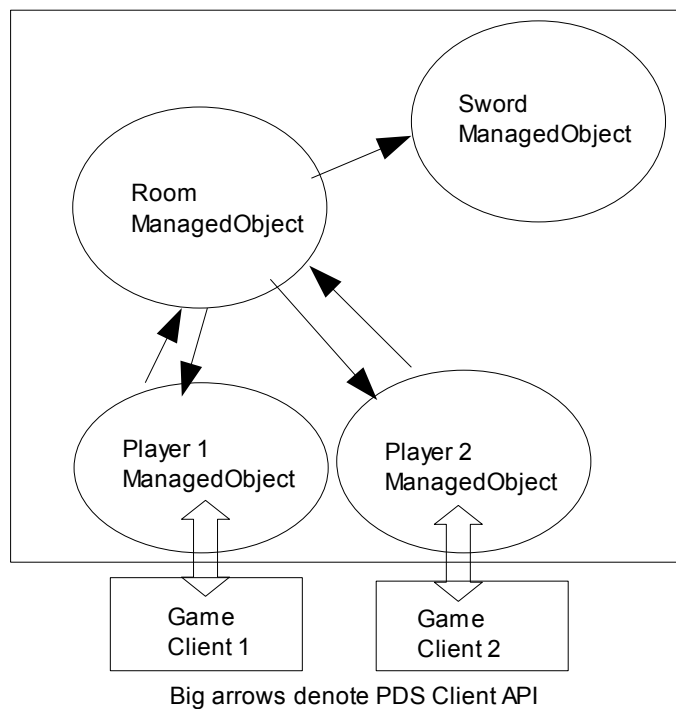 Sword
ManagedObject
Room
ManagedObject
Player 1
ManagedObject
Player 2
ManagedObject
Game
Client 1
Game
Client 2
Big arrows denote PDS Client API